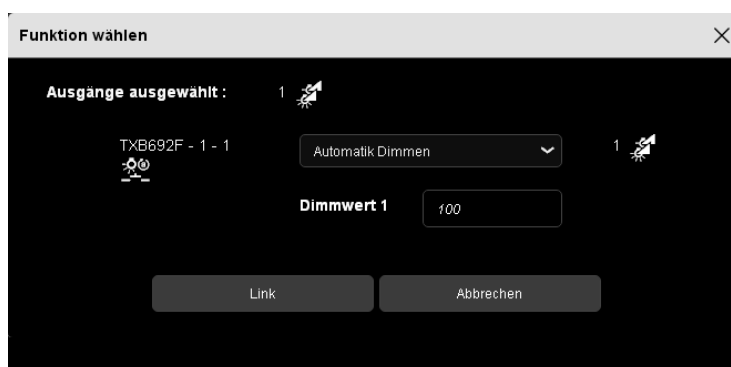 Funktion wählen
Ausgänge ausgewählt : 1
TXB692F - 1 - 1 Automatik Dimmen 1
Dimmwert 1 100
Link Abbrechen